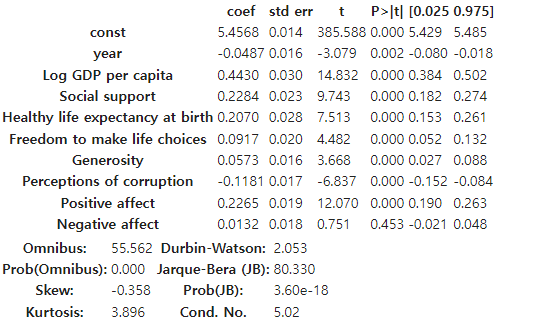 coef std err t P>|t| [0.025 0.975]
const 5.4568 0.014 385.588 0.000 5.429 5.485
year -0.0487 0.016 -3.079 0.002 -0.080 -0.018
Log GDP per capita 0.4430 0.030 14.832 0.000 0.384 0.502
Social support 0.2284 0.023 9.743 0.000 0.182 0.274
Healthy life expectancy at birth 0.2070 0.028 7.513 0.000 0.153 0.261
Freedom to make life choices 0.0917 0.020 4.482 0.000 0.052 0.132
Generosity 0.0573 0.016 3.668 0.000 0.027 0.088
Perceptions of corruption -0.1181 0.017 -6.837 0.000 -0.152 -0.084
Positive affect 0.2265 0.019 12.070 0.000 0.190 0.263
Negative affect 0.0132 0.018 0.751 0.453 -0.021 0.048
Omnibus: 55.562 Durbin-Watson: 2.053
Prob(Omnibus): 0.000 Jarque-Bera (JB): 80.330
Skew: -0.358 Prob(JB): 3.60e-18
Kurtosis: 3.896 Cond. No. 5.02